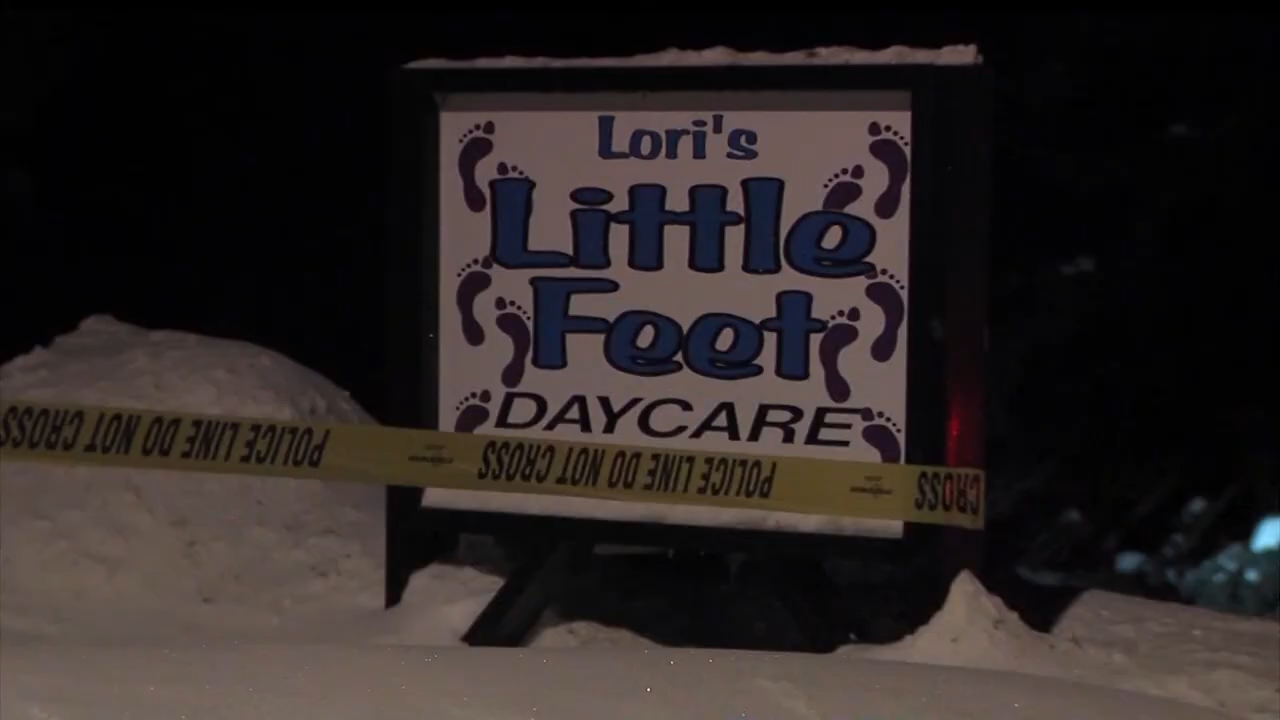 Lori's
Little
Feet
DAYCARE
CROSS
POLICE LINE DO NOT CROSS
POLICE LINE DO NOT CROSS